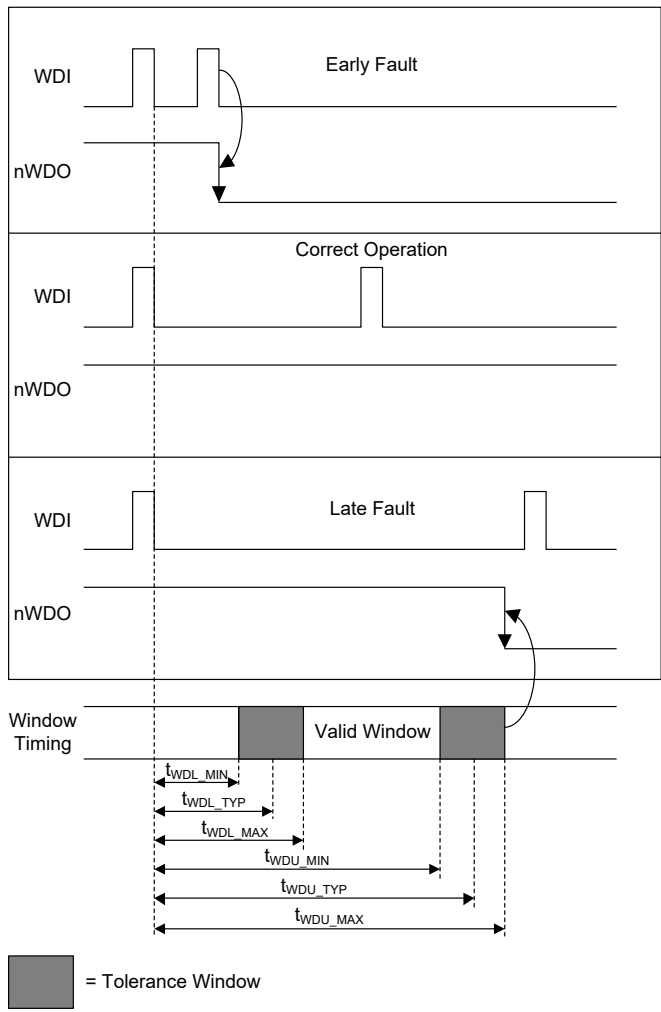 Early Fault
WDI
nWDO
Correct Operation
WDI
nWDO
Late Fault
WDI
nWDO
Window
Timing
Valid Window
tWDL_MIN
tWDL_TYP
tWDL_MAX
tWDU_MIN
tWDU_TYP
tWDU_MAX
= Tolerance Window